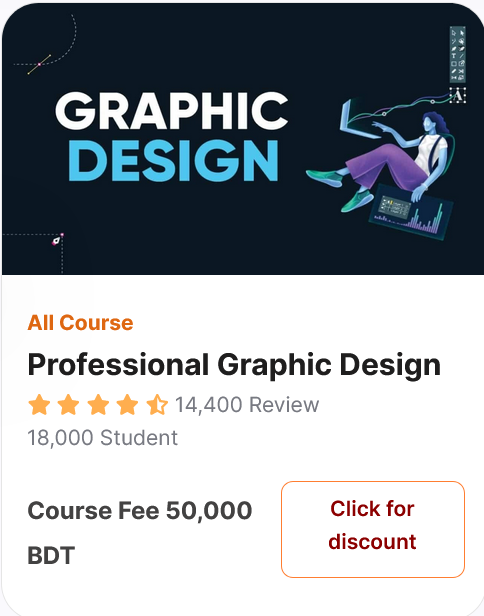 GRAPHIC
DESIGN
A
All Course
Professional Graphic Design
14,400 Review
18,000 Student
Course Fee 50,000
BDT
Click for
discount